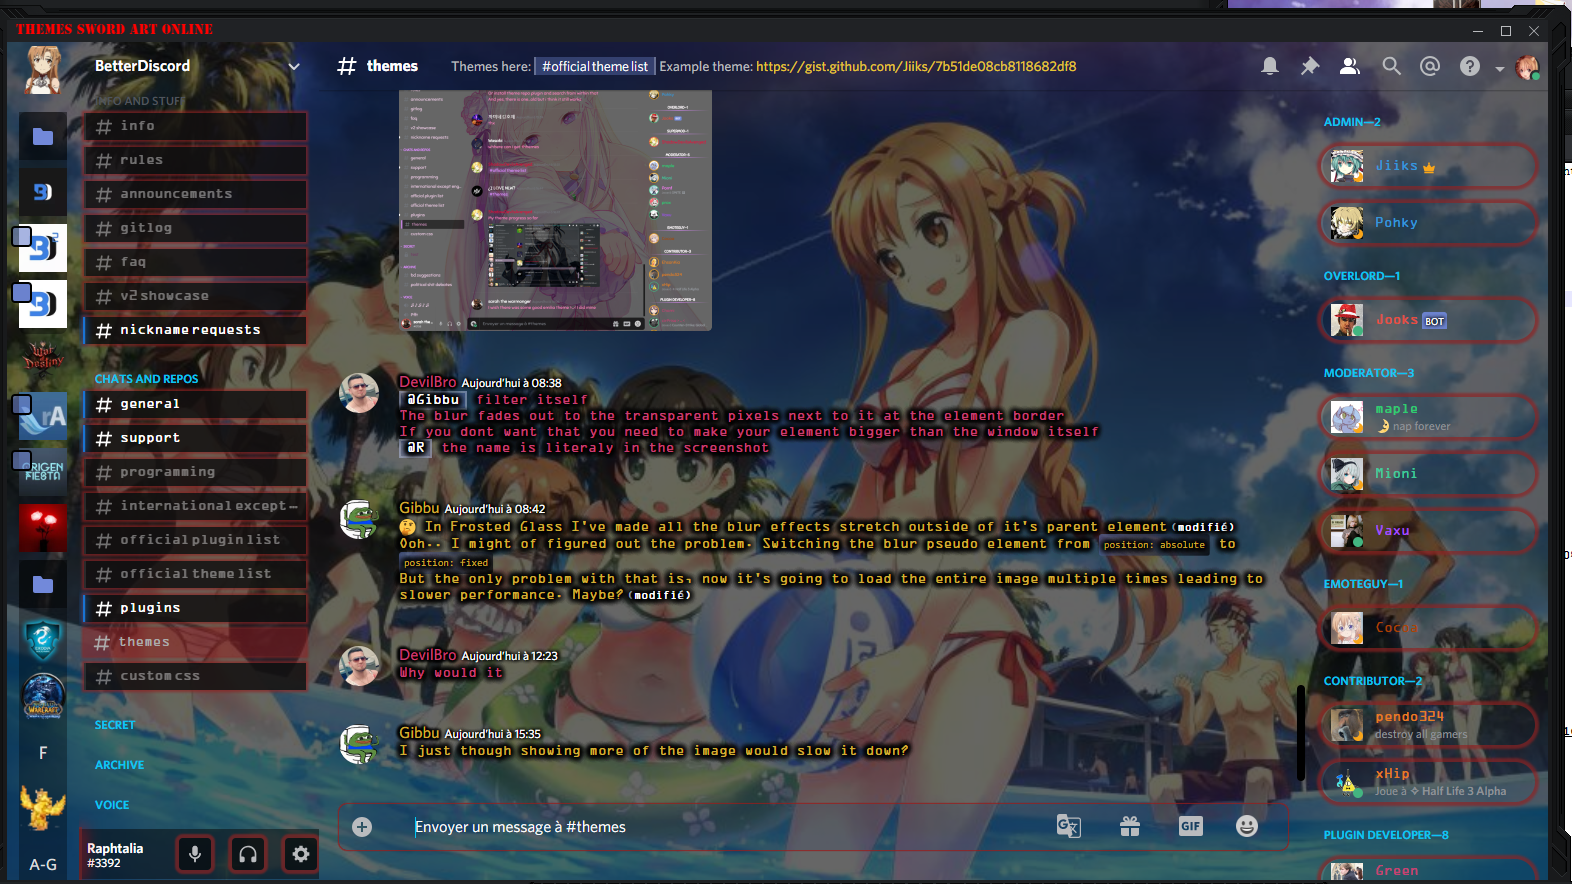 THEMES SWORD ART ONLINE
BetterDiscord
# themes
Themes here: #official theme list Example theme: https://gist.github.com/Jiiks/7b51de08cb8118682df8
INFO AND STUFF
# info
# rules
# announcements
# gitlog
# faq
# v2 showcase
# nickname requests
CHATS AND REPOS
# general
# support
# programming
# international except…
# official plugin list
# official theme list
# plugins
# themes
# custom css
SECRET
ARCHIVE
VOICE
F
A-G
Raphtalia
#3392
DevilBro Aujourd'hui à 08:38
@Gibbu filter itself
The blur fades out to the transparent pixels next to it at the element border
If you dont want that you need to make your element bigger than the window itself
@R the name is literaly in the screenshot
Gibbu Aujourd'hui à 08:42
🤔 In Frosted Glass I've made all the blur effects stretch outside of it's parent element (modifié)
Ooh.. I might of figured out the problem. Switching the blur pseudo element from position: absolute to
position: fixed
But the only problem with that is, now it's going to load the entire image multiple times leading to
slower performance. Maybe? (modifié)
DevilBro Aujourd'hui à 12:23
Why would it
Gibbu Aujourd'hui à 15:35
I just though showing more of the image would slow it down?
Envoyer un message à #themes
GIF
ADMIN—2
Jiiks
Pohky
OVERLORD—1
Jooks BOT
MODERATOR—3
maple
🌛 nap forever
Mioni
Vaxu
EMOTEGUY—1
Cocoa
CONTRIBUTOR—2
pendo324
destroy all gamers
xHip
Joue à ✧ Half Life 3 Alpha
PLUGIN DEVELOPER—8
Green